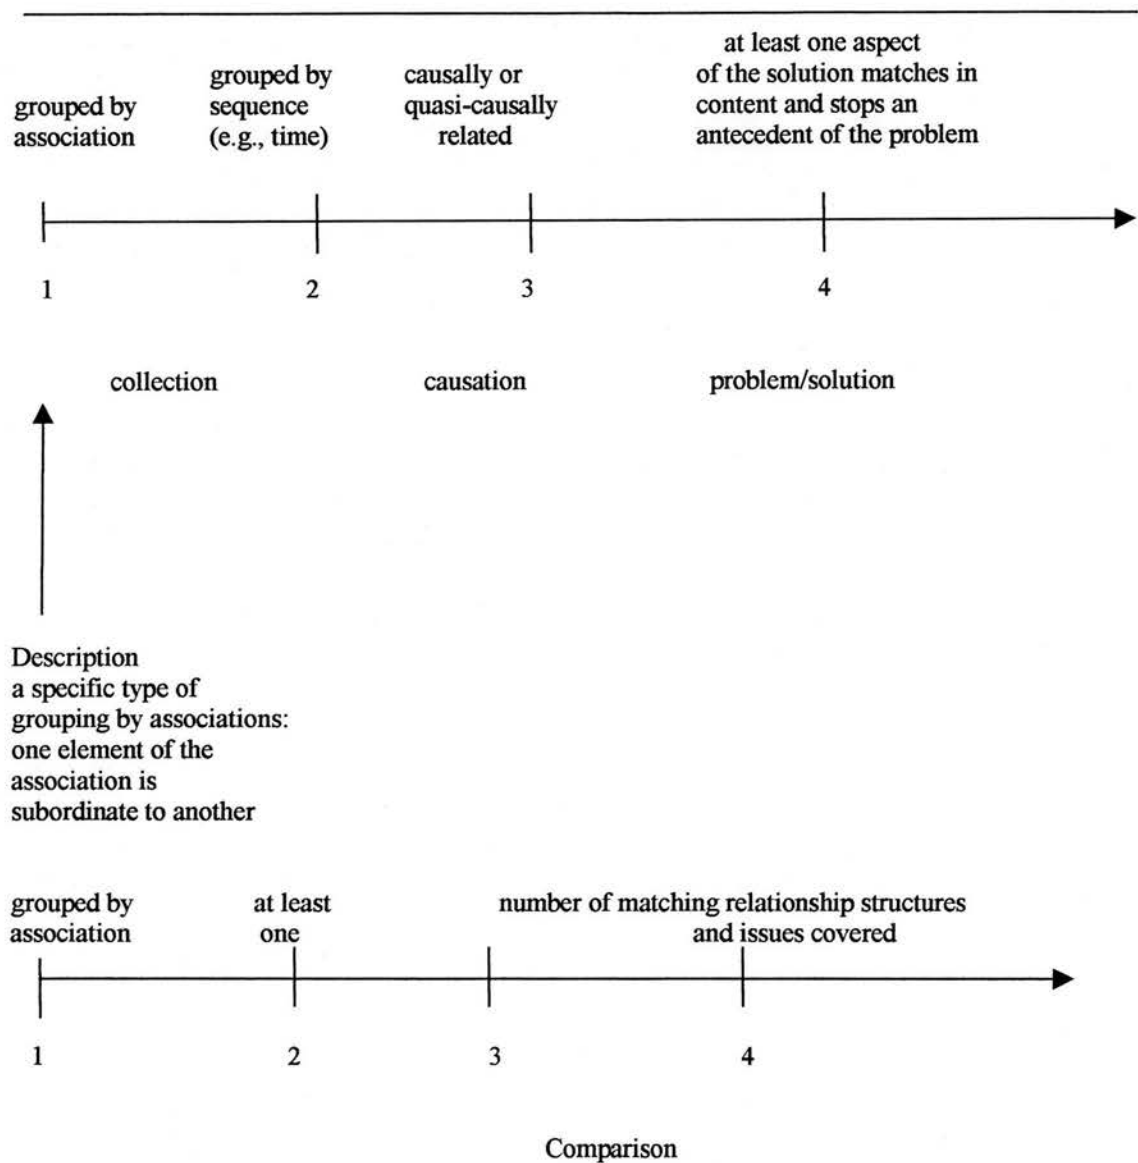 grouped by
association
grouped by
sequence
(e.g., time)
causally or
quasi-causally
related
at least one aspect
of the solution matches in
content and stops an
antecedent of the problem
1
2
3
4
collection
causation
problem/solution
Description
a specific type of
grouping by associations:
one element of the
association is
subordinate to another
grouped by
association
at least
one
number of matching relationship structures
and issues covered
1
2
3
4
Comparison